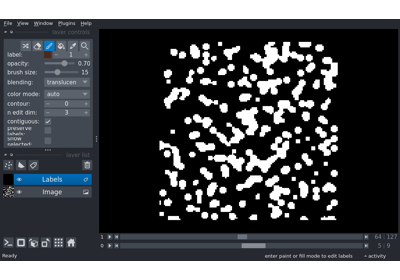 File View Window Plugins Help
layer controls
label: 1
opacity: 0.70
brush size: 15
blending: translucen
color mode: auto
contour: 0
n edit dim: 3
contiguous:
preserve labels:
show selected:
layer list
Labels
Image
1 64 127
0 5 9
Ready enter paint or fill mode to edit labels activity